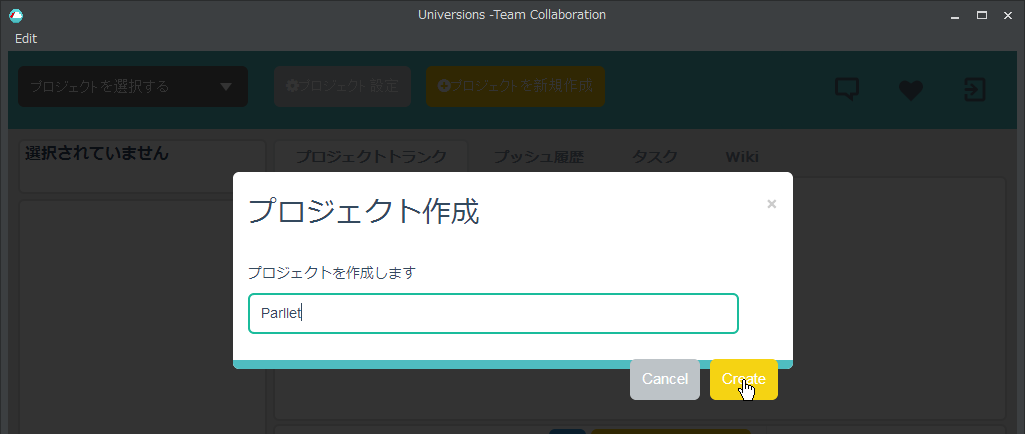 Universions -Team Collaboration
Edit
プロジェクトを選択する
プロジェクト設定
プロジェクトを新規作成
選択されていません
プロジェクトトランク
プッシュ履歴
タスク
Wiki
プロジェクト作成
×
プロジェクトを作成します
Parllet
Cancel
Create